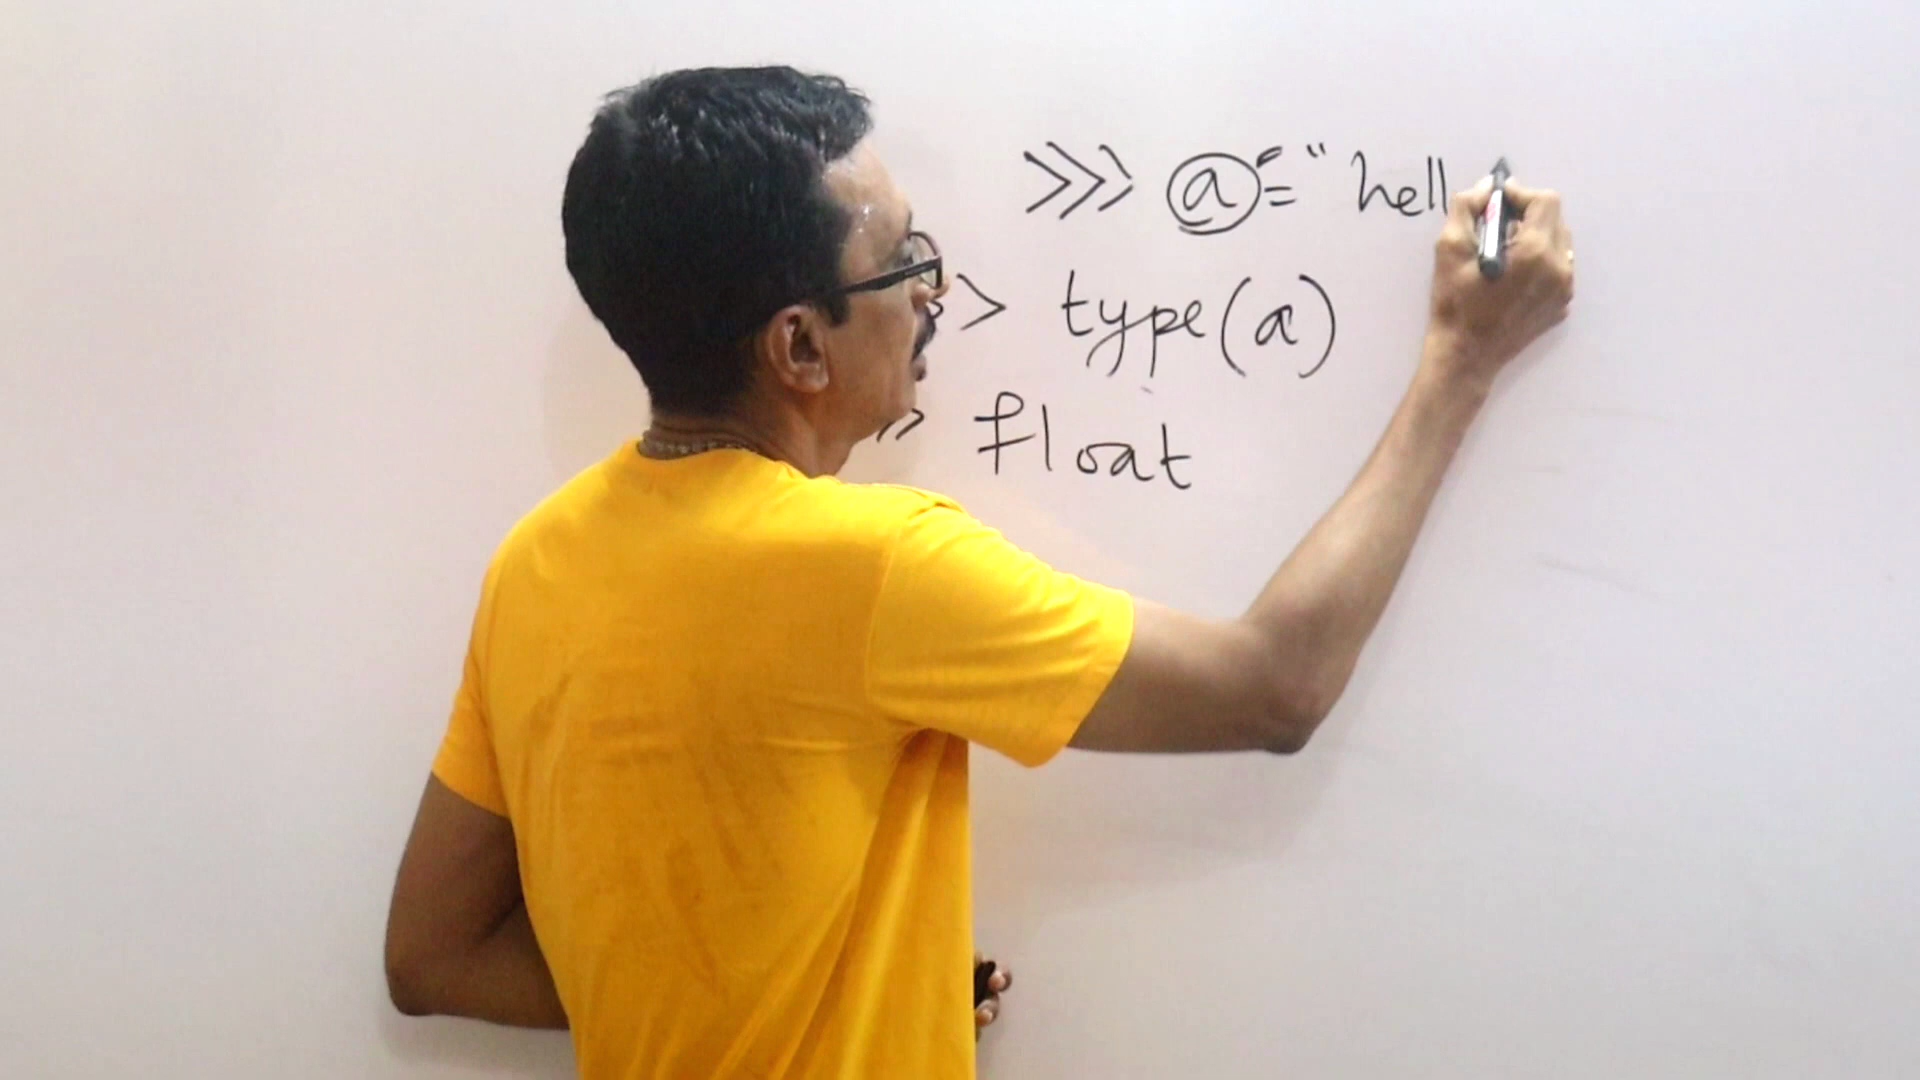 >>> a = " hell
> type(a)
>> float